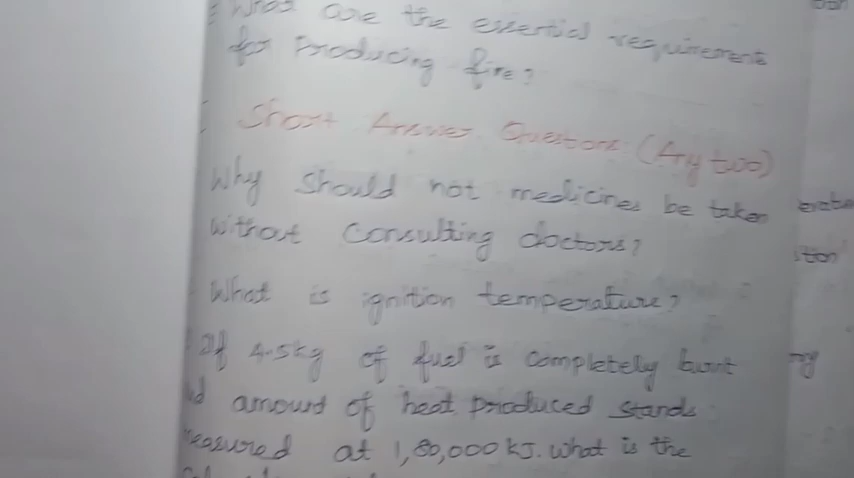 What are the essential requirements
for Producing fire?
Short Answer Questions (Any two)
Why should not medicines be taken
without consulting doctors?
What is ignition temperature?
If 4.5kg of fuel is completely burnt
amount of heat produced stands
measured at 1,80,000 KJ. What is the